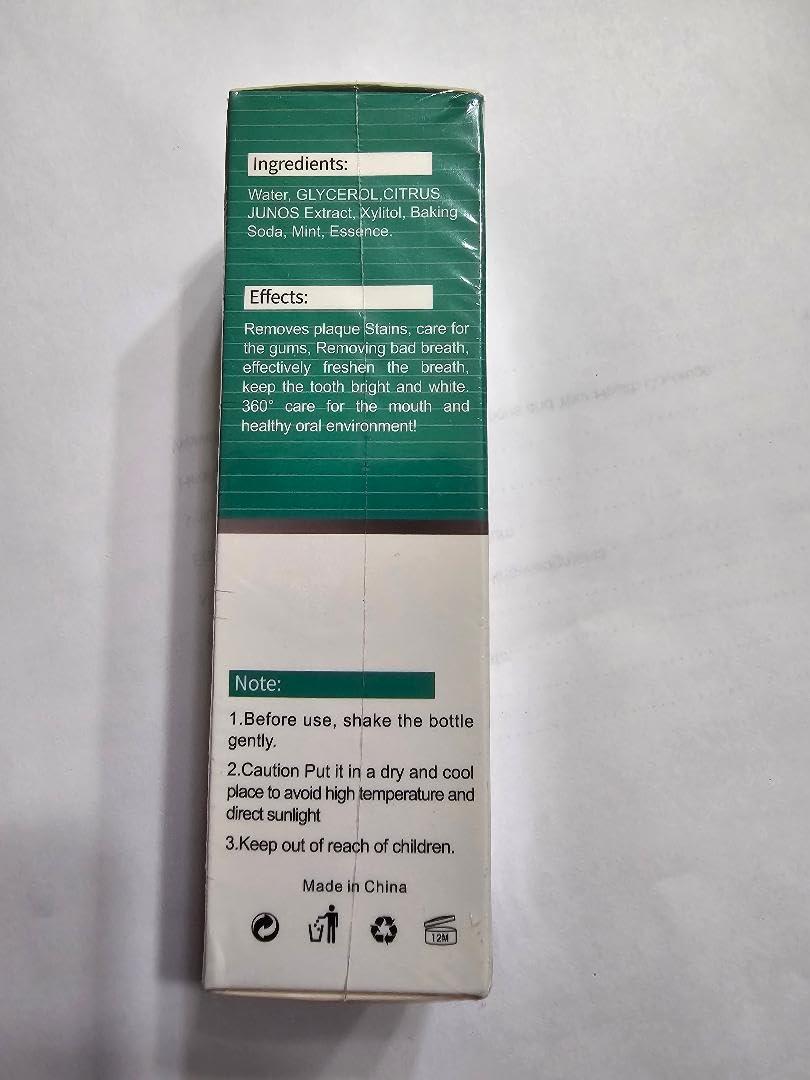 Ingredients:
Water, GLYCEROL,CITRUS
JUNOS Extract, Xylitol, Baking
Soda, Mint, Essence.
Effects:
Removes plaque Stains, care for
the gums, Removing bad breath,
effectively freshen the breath,
keep the tooth bright and white.
360° care for the mouth and
healthy oral environment!
Note:
1.Before use, shake the bottle
gently.
2.Caution Put it in a dry and cool
place to avoid high temperature and
direct sunlight
3.Keep out of reach of children.
Made in China
12M